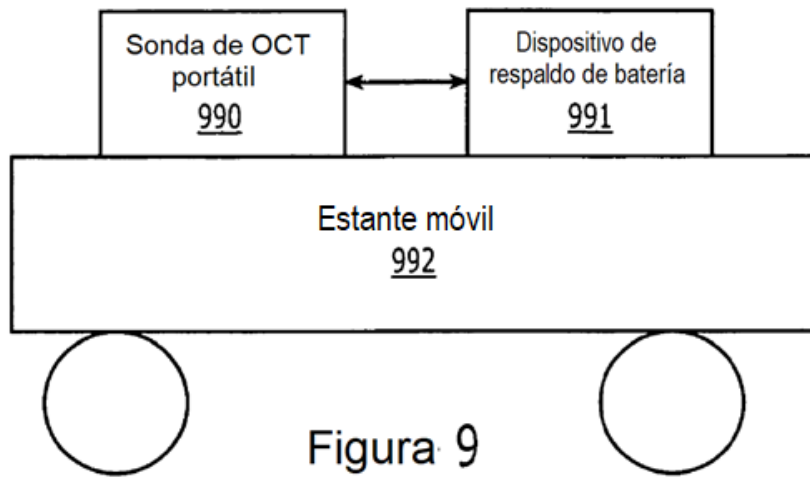 Sonda de OCT
portátil
990
Dispositivo de
respaldo de batería
991
Estante móvil
992
Figura 9